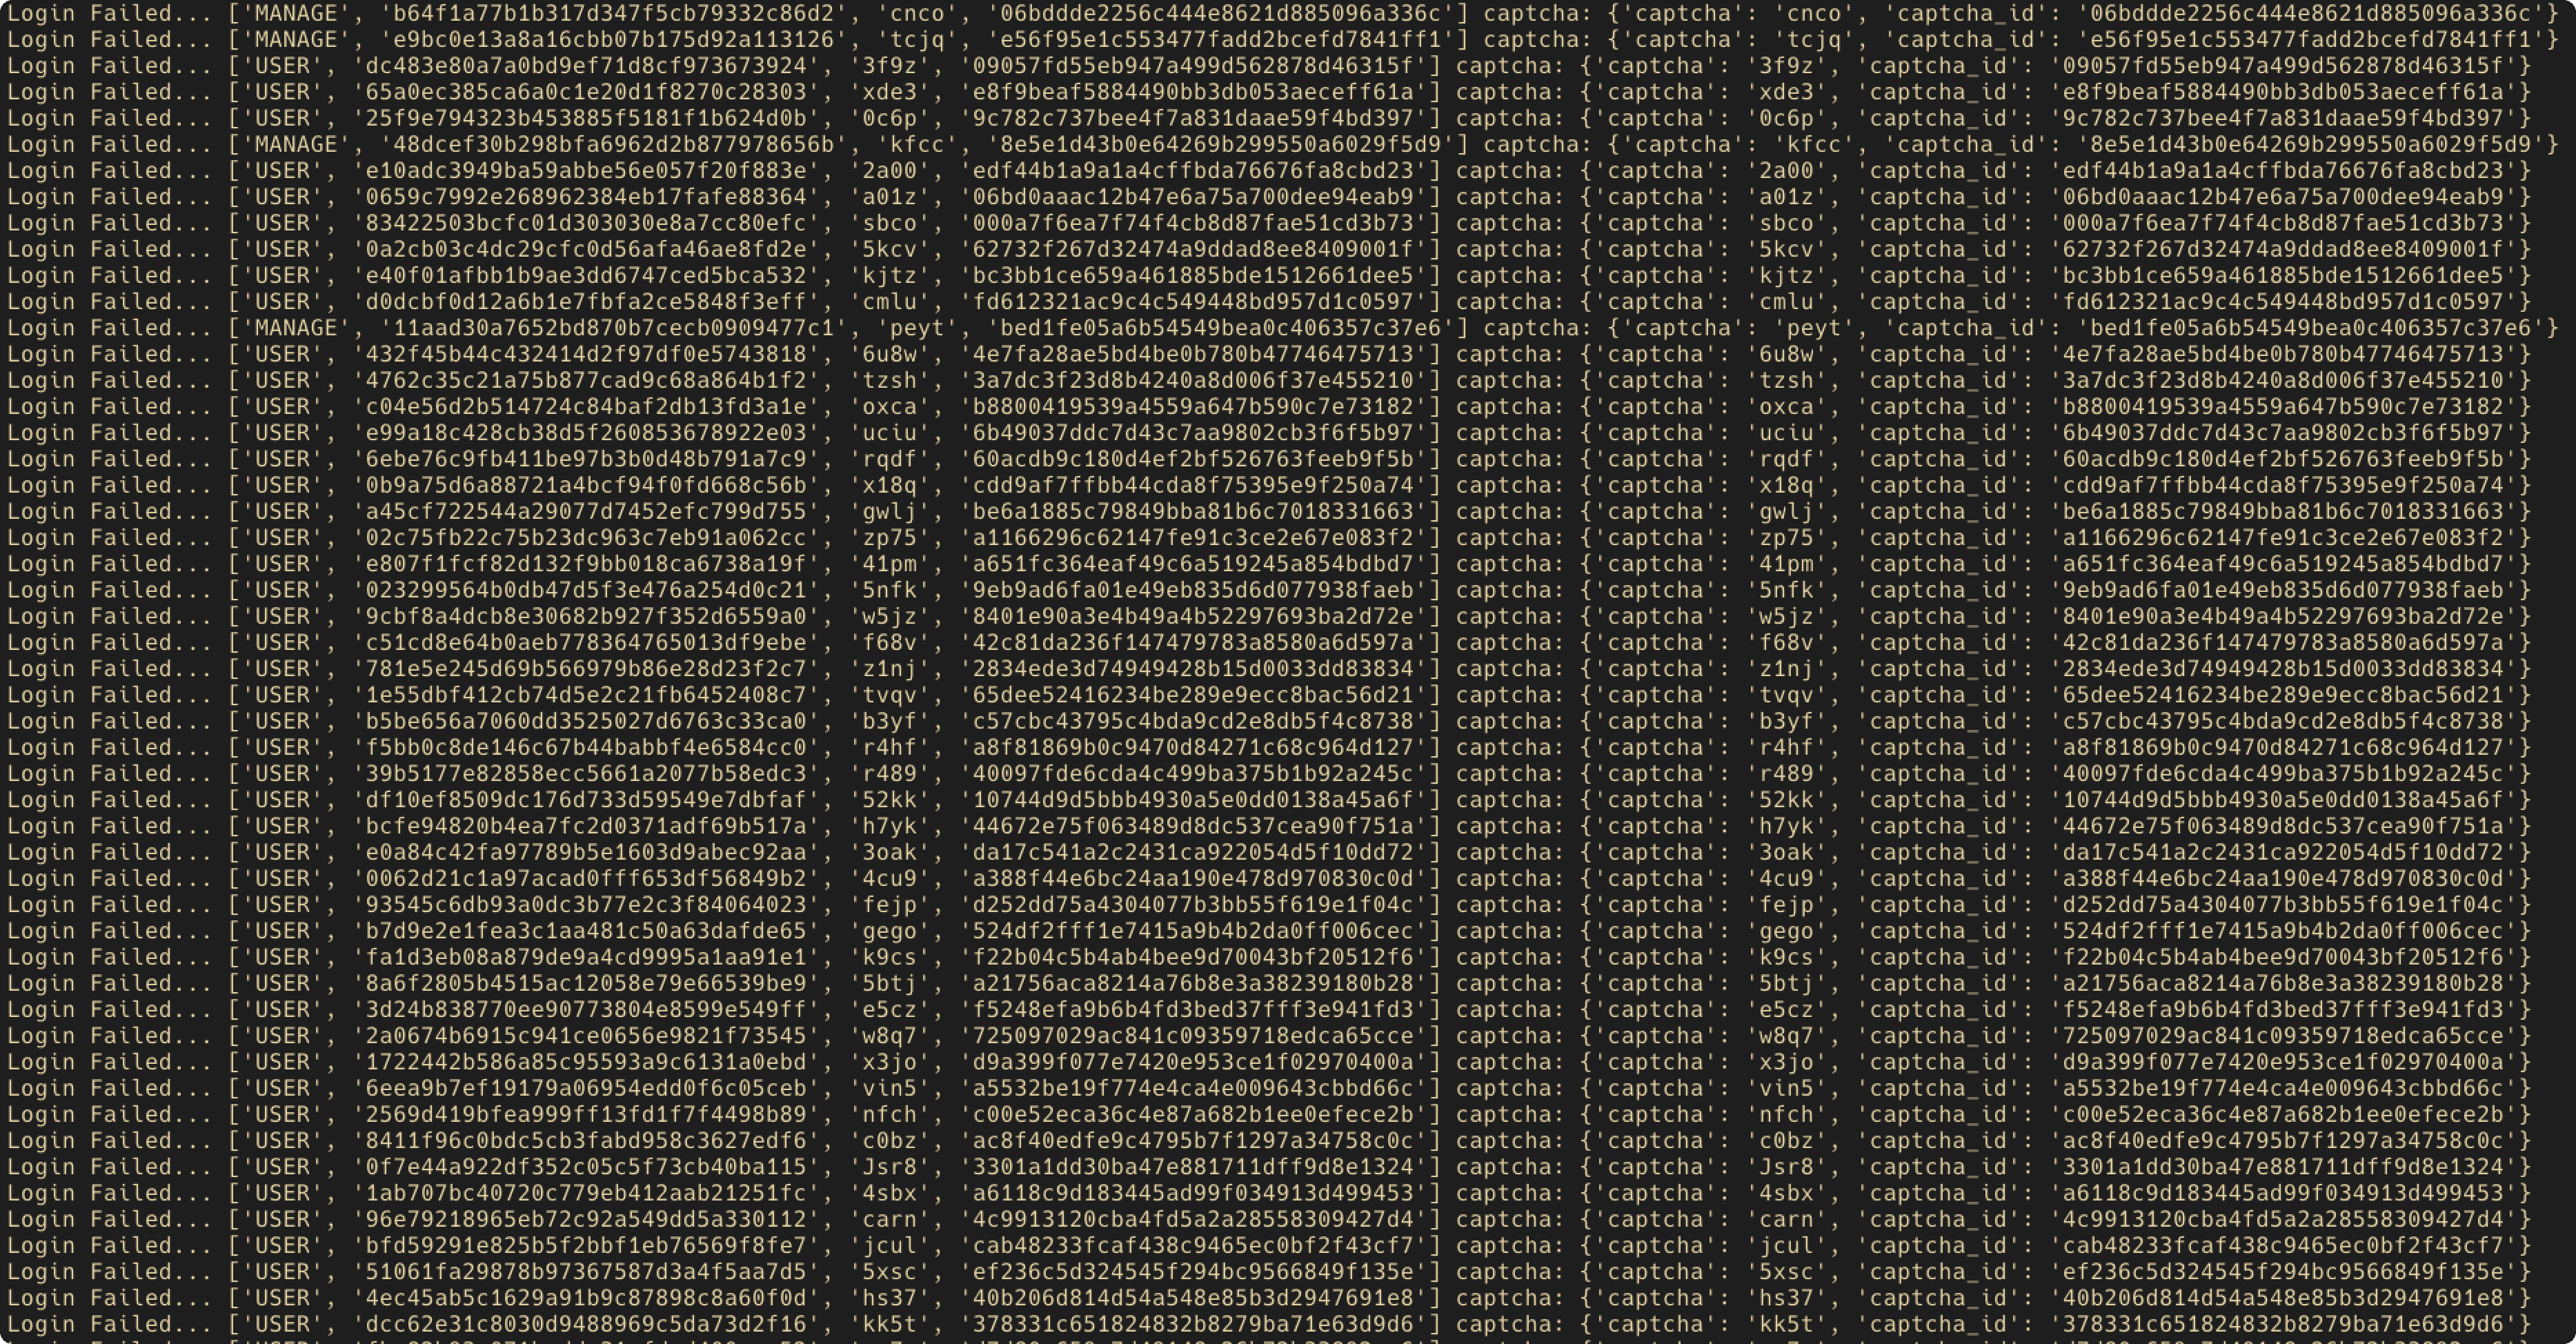 Login Failed... ['MANAGE', 'b64f1a77b1b317d347f5cb79332c86d2', 'cnco', '06bddde2256c444e8621d885096a336c'] captcha: {'captcha': 'cnco', 'captcha_id': '06bddde2256c444e8621d885096a336c'}
Login Failed... ['MANAGE', 'e9bc0e13a8a16cbb07b175d92a113126', 'tcjq', 'e56f95e1c553477fadd2bcefd7841ff1'] captcha: {'captcha': 'tcjq', 'captcha_id': 'e56f95e1c553477fadd2bcefd7841ff1'}
Login Failed... ['USER', 'dc483e80a7a0bd9ef71d8cf973673924', '3f9z', '09057fd55eb947a499d562878d46315f'] captcha: {'captcha': '3f9z', 'captcha_id': '09057fd55eb947a499d562878d46315f'}
Login Failed... ['USER', '65a0ec385ca6a0c1e20d1f8270c28303', 'xde3', 'e8f9beaf5884490bb3db053aeceff61a'] captcha: {'captcha': 'xde3', 'captcha_id': 'e8f9beaf5884490bb3db053aeceff61a'}
Login Failed... ['USER', '25f9e794323b453885f5181f1b624d0b', '0c6p', '9c782c737bee4f7a831daae59f4bd397'] captcha: {'captcha': '0c6p', 'captcha_id': '9c782c737bee4f7a831daae59f4bd397'}
Login Failed... ['MANAGE', '48dcef30b298bfa6962d2b877978656b', 'kfcc', '8e5e1d43b0e64269b299550a6029f5d9'] captcha: {'captcha': 'kfcc', 'captcha_id': '8e5e1d43b0e64269b299550a6029f5d9'}
Login Failed... ['USER', 'e10adc3949ba59abbe56e057f20f883e', '2a00', 'edf44b1a9a1a4cffbda76676fa8cbd23'] captcha: {'captcha': '2a00', 'captcha_id': 'edf44b1a9a1a4cffbda76676fa8cbd23'}
Login Failed... ['USER', '0659c7992e268962384eb17fafe88364', 'a01z', '06bd0aaac12b47e6a75a700dee94eab9'] captcha: {'captcha': 'a01z', 'captcha_id': '06bd0aaac12b47e6a75a700dee94eab9'}
Login Failed... ['USER', '83422503bcfc01d303030e8a7cc80efc', 'sbco', '000a7f6ea7f74f4cb8d87fae51cd3b73'] captcha: {'captcha': 'sbco', 'captcha_id': '000a7f6ea7f74f4cb8d87fae51cd3b73'}
Login Failed... ['USER', '0a2cb03c4dc29cfc0d56afa46ae8fd2e', '5kcv', '62732f267d32474a9ddad8ee8409001f'] captcha: {'captcha': '5kcv', 'captcha_id': '62732f267d32474a9ddad8ee8409001f'}
Login Failed... ['USER', 'e40f01afbb1b9ae3dd6747ced5bca532', 'kjtz', 'bc3bb1ce659a461885bde1512661dee5'] captcha: {'captcha': 'kjtz', 'captcha_id': 'bc3bb1ce659a461885bde1512661dee5'}
Login Failed... ['USER', 'd0dcbf0d12a6b1e7fbfa2ce5848f3eff', 'cmlu', 'fd612321ac9c4c549448bd957d1c0597'] captcha: {'captcha': 'cmlu', 'captcha_id': 'fd612321ac9c4c549448bd957d1c0597'}
Login Failed... ['MANAGE', '11aad30a7652bd870b7cecb0909477c1', 'peyt', 'bed1fe05a6b54549bea0c406357c37e6'] captcha: {'captcha': 'peyt', 'captcha_id': 'bed1fe05a6b54549bea0c406357c37e6'}
Login Failed... ['USER', '432f45b44c432414d2f97df0e5743818', '6u8w', '4e7fa28ae5bd4be0b780b47746475713'] captcha: {'captcha': '6u8w', 'captcha_id': '4e7fa28ae5bd4be0b780b47746475713'}
Login Failed... ['USER', '4762c35c21a75b877cad9c68a864b1f2', 'tzsh', '3a7dc3f23d8b4240a8d006f37e455210'] captcha: {'captcha': 'tzsh', 'captcha_id': '3a7dc3f23d8b4240a8d006f37e455210'}
Login Failed... ['USER', 'c04e56d2b514724c84baf2db13fd3a1e', 'oxca', 'b8800419539a4559a647b590c7e73182'] captcha: {'captcha': 'oxca', 'captcha_id': 'b8800419539a4559a647b590c7e73182'}
Login Failed... ['USER', 'e99a18c428cb38d5f260853678922e03', 'uciu', '6b49037ddc7d43c7aa9802cb3f6f5b97'] captcha: {'captcha': 'uciu', 'captcha_id': '6b49037ddc7d43c7aa9802cb3f6f5b97'}
Login Failed... ['USER', '6ebe76c9fb411be97b3b0d48b791a7c9', 'rqdf', '60acdb9c180d4ef2bf526763feeb9f5b'] captcha: {'captcha': 'rqdf', 'captcha_id': '60acdb9c180d4ef2bf526763feeb9f5b'}
Login Failed... ['USER', '0b9a75d6a88721a4bcf94f0fd668c56b', 'x18q', 'cdd9af7ffbb44cda8f75395e9f250a74'] captcha: {'captcha': 'x18q', 'captcha_id': 'cdd9af7ffbb44cda8f75395e9f250a74'}
Login Failed... ['USER', 'a45cf722544a29077d7452efc799d755', 'gwlj', 'be6a1885c79849bba81b6c7018331663'] captcha: {'captcha': 'gwlj', 'captcha_id': 'be6a1885c79849bba81b6c7018331663'}
Login Failed... ['USER', '02c75fb22c75b23dc963c7eb91a062cc', 'zp75', 'a1166296c62147fe91c3ce2e67e083f2'] captcha: {'captcha': 'zp75', 'captcha_id': 'a1166296c62147fe91c3ce2e67e083f2'}
Login Failed... ['USER', 'e807f1fcf82d132f9bb018ca6738a19f', '41pm', 'a651fc364eaf49c6a519245a854bdbd7'] captcha: {'captcha': '41pm', 'captcha_id': 'a651fc364eaf49c6a519245a854bdbd7'}
Login Failed... ['USER', '023299564b0db47d5f3e476a254d0c21', '5nfk', '9eb9ad6fa01e49eb835d6d077938faeb'] captcha: {'captcha': '5nfk', 'captcha_id': '9eb9ad6fa01e49eb835d6d077938faeb'}
Login Failed... ['USER', '9cbf8a4dcb8e30682b927f352d6559a0', 'w5jz', '8401e90a3e4b49a4b52297693ba2d72e'] captcha: {'captcha': 'w5jz', 'captcha_id': '8401e90a3e4b49a4b52297693ba2d72e'}
Login Failed... ['USER', 'c51cd8e64b0aeb778364765013df9ebe', 'f68v', '42c81da236f147479783a8580a6d597a'] captcha: {'captcha': 'f68v', 'captcha_id': '42c81da236f147479783a8580a6d597a'}
Login Failed... ['USER', '781e5e245d69b566979b86e28d23f2c7', 'z1nj', '2834ede3d74949428b15d0033dd83834'] captcha: {'captcha': 'z1nj', 'captcha_id': '2834ede3d74949428b15d0033dd83834'}
Login Failed... ['USER', '1e55dbf412cb74d5e2c21fb6452408c7', 'tvqv', '65dee52416234be289e9ecc8bac56d21'] captcha: {'captcha': 'tvqv', 'captcha_id': '65dee52416234be289e9ecc8bac56d21'}
Login Failed... ['USER', 'b5be656a7060dd3525027d6763c33ca0', 'b3yf', 'c57cbc43795c4bda9cd2e8db5f4c8738'] captcha: {'captcha': 'b3yf', 'captcha_id': 'c57cbc43795c4bda9cd2e8db5f4c8738'}
Login Failed... ['USER', 'f5bb0c8de146c67b44babbf4e6584cc0', 'r4hf', 'a8f81869b0c9470d84271c68c964d127'] captcha: {'captcha': 'r4hf', 'captcha_id': 'a8f81869b0c9470d84271c68c964d127'}
Login Failed... ['USER', '39b5177e82858ecc5661a2077b58edc3', 'r489', '40097fde6cda4c499ba375b1b92a245c'] captcha: {'captcha': 'r489', 'captcha_id': '40097fde6cda4c499ba375b1b92a245c'}
Login Failed... ['USER', 'df10ef8509dc176d733d59549e7dbfaf', '52kk', '10744d9d5bbb4930a5e0dd0138a45a6f'] captcha: {'captcha': '52kk', 'captcha_id': '10744d9d5bbb4930a5e0dd0138a45a6f'}
Login Failed... ['USER', 'bcfe94820b4ea7fc2d0371adf69b517a', 'h7yk', '44672e75f063489d8dc537cea90f751a'] captcha: {'captcha': 'h7yk', 'captcha_id': '44672e75f063489d8dc537cea90f751a'}
Login Failed... ['USER', 'e0a84c42fa97789b5e1603d9abec92aa', '3oak', 'da17c541a2c2431ca922054d5f10dd72'] captcha: {'captcha': '3oak', 'captcha_id': 'da17c541a2c2431ca922054d5f10dd72'}
Login Failed... ['USER', '0062d21c1a97acad0fff653df56849b2', '4cu9', 'a388f44e6bc24aa190e478d970830c0d'] captcha: {'captcha': '4cu9', 'captcha_id': 'a388f44e6bc24aa190e478d970830c0d'}
Login Failed... ['USER', '93545c6db93a0dc3b77e2c3f84064023', 'fejp', 'd252dd75a4304077b3bb55f619e1f04c'] captcha: {'captcha': 'fejp', 'captcha_id': 'd252dd75a4304077b3bb55f619e1f04c'}
Login Failed... ['USER', 'b7d9e2e1fea3c1aa481c50a63dafde65', 'gego', '524df2fff1e7415a9b4b2da0ff006cec'] captcha: {'captcha': 'gego', 'captcha_id': '524df2fff1e7415a9b4b2da0ff006cec'}
Login Failed... ['USER', 'fa1d3eb08a879de9a4cd9995a1aa91e1', 'k9cs', 'f22b04c5b4ab4bee9d70043bf20512f6'] captcha: {'captcha': 'k9cs', 'captcha_id': 'f22b04c5b4ab4bee9d70043bf20512f6'}
Login Failed... ['USER', '8a6f2805b4515ac12058e79e66539be9', '5btj', 'a21756aca8214a76b8e3a38239180b28'] captcha: {'captcha': '5btj', 'captcha_id': 'a21756aca8214a76b8e3a38239180b28'}
Login Failed... ['USER', '3d24b838770ee90773804e8599e549ff', 'e5cz', 'f5248efa9b6b4fd3bed37fff3e941fd3'] captcha: {'captcha': 'e5cz', 'captcha_id': 'f5248efa9b6b4fd3bed37fff3e941fd3'}
Login Failed... ['USER', '2a0674b6915c941ce0656e9821f73545', 'w8q7', '725097029ac841c09359718edca65cce'] captcha: {'captcha': 'w8q7', 'captcha_id': '725097029ac841c09359718edca65cce'}
Login Failed... ['USER', '1722442b586a85c95593a9c6131a0ebd', 'x3jo', 'd9a399f077e7420e953ce1f02970400a'] captcha: {'captcha': 'x3jo', 'captcha_id': 'd9a399f077e7420e953ce1f02970400a'}
Login Failed... ['USER', '6eea9b7ef19179a06954edd0f6c05ceb', 'vin5', 'a5532be19f774e4ca4e009643cbbd66c'] captcha: {'captcha': 'vin5', 'captcha_id': 'a5532be19f774e4ca4e009643cbbd66c'}
Login Failed... ['USER', '2569d419bfea999ff13fd1f7f4498b89', 'nfch', 'c00e52eca36c4e87a682b1ee0efece2b'] captcha: {'captcha': 'nfch', 'captcha_id': 'c00e52eca36c4e87a682b1ee0efece2b'}
Login Failed... ['USER', '8411f96c0bdc5cb3fabd958c3627edf6', 'c0bz', 'ac8f40edfe9c4795b7f1297a34758c0c'] captcha: {'captcha': 'c0bz', 'captcha_id': 'ac8f40edfe9c4795b7f1297a34758c0c'}
Login Failed... ['USER', '0f7e44a922df352c05c5f73cb40ba115', 'Jsr8', '3301a1dd30ba47e881711dff9d8e1324'] captcha: {'captcha': 'Jsr8', 'captcha_id': '3301a1dd30ba47e881711dff9d8e1324'}
Login Failed... ['USER', '1ab707bc40720c779eb412aab21251fc', '4sbx', 'a6118c9d183445ad99f034913d499453'] captcha: {'captcha': '4sbx', 'captcha_id': 'a6118c9d183445ad99f034913d499453'}
Login Failed... ['USER', '96e79218965eb72c92a549dd5a330112', 'carn', '4c9913120cba4fd5a2a28558309427d4'] captcha: {'captcha': 'carn', 'captcha_id': '4c9913120cba4fd5a2a28558309427d4'}
Login Failed... ['USER', 'bfd59291e825b5f2bbf1eb76569f8fe7', 'jcul', 'cab48233fcaf438c9465ec0bf2f43cf7'] captcha: {'captcha': 'jcul', 'captcha_id': 'cab48233fcaf438c9465ec0bf2f43cf7'}
Login Failed... ['USER', '51061fa29878b97367587d3a4f5aa7d5', '5xsc', 'ef236c5d324545f294bc9566849f135e'] captcha: {'captcha': '5xsc', 'captcha_id': 'ef236c5d324545f294bc9566849f135e'}
Login Failed... ['USER', '4ec45ab5c1629a91b9c87898c8a60f0d', 'hs37', '40b206d814d54a548e85b3d2947691e8'] captcha: {'captcha': 'hs37', 'captcha_id': '40b206d814d54a548e85b3d2947691e8'}
Login Failed... ['USER', 'dcc62e31c8030d9488969c5da73d2f16', 'kk5t', '378331c651824832b8279ba71e63d9d6'] captcha: {'captcha': 'kk5t', 'captcha_id': '378331c651824832b8279ba71e63d9d6'}